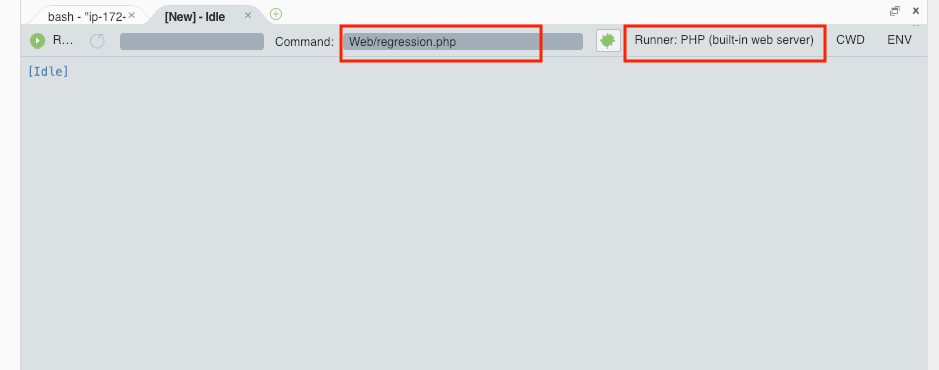 bash - "ip-172-
[New] - Idle
R...
Command:
Web/regression.php
Runner: PHP (built-in web server)
CWD
ENV
[Idle]